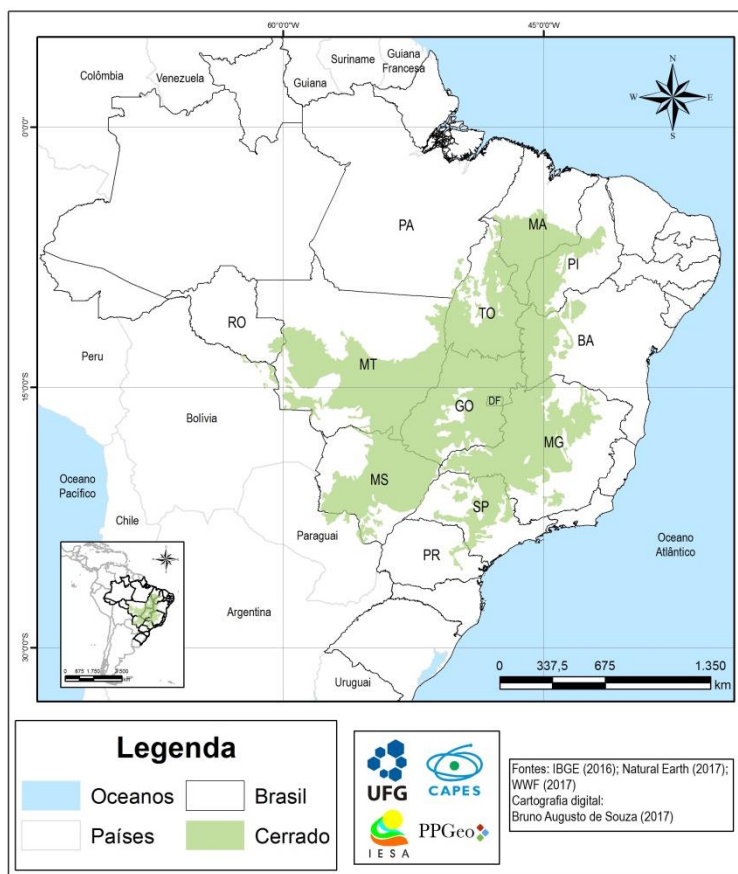 60°0'0"W
45°0'0"W
Colômbia
Venezuela
Suriname
Guiana
Francesa
Guiana
N
W
E
S
0°0'0"
PA
MA
PI
RO
TO
BA
Peru
MT
15°0'0"S
Bolívia
GO
DF
MG
Oceano
Pacífico
MS
SP
Chile
Paraguai
PR
Oceano
Atlântico
Argentina
30°0'0"S
Uruguai
0 337,5 675 1.350
km
Legenda
Oceanos
Brasil
Países
Cerrado
UFG
CAPES
IESA
PPGeo
Fontes: IBGE (2016); Natural Earth (2017);
WWF (2017)
Cartografia digital:
Bruno Augusto de Souza (2017)